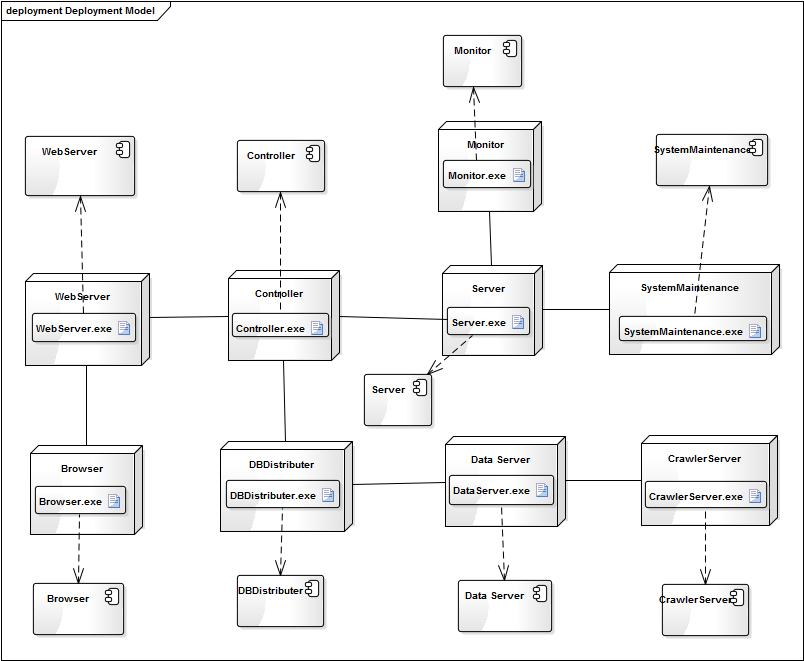 deployment Deployment Model
Monitor
WebServer
Controller
Monitor
SystemMaintenance
Monitor.exe
WebServer
Controller
Server
SystemMaintenance
WebServer.exe
Controller.exe
Server.exe
SystemMaintenance.exe
Server
Browser
DBDistributer
Data Server
CrawlerServer
Browser.exe
DBDistributer.exe
DataServer.exe
CrawlerServer.exe
Browser
DBDistributer
Data Server
CrawlerServer